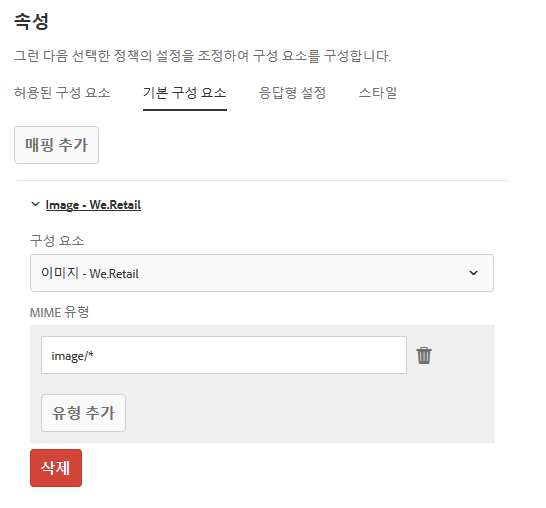 속성
그런 다음 선택한 정책의 설정을 조정하여 구성 요소를 구성합니다.
허용된 구성 요소 기본 구성 요소 응답형 설정 스타일
매핑 추가
Image - We.Retail
구성 요소
이미지 - We.Retail
MIME 유형
image/*
유형 추가
삭제